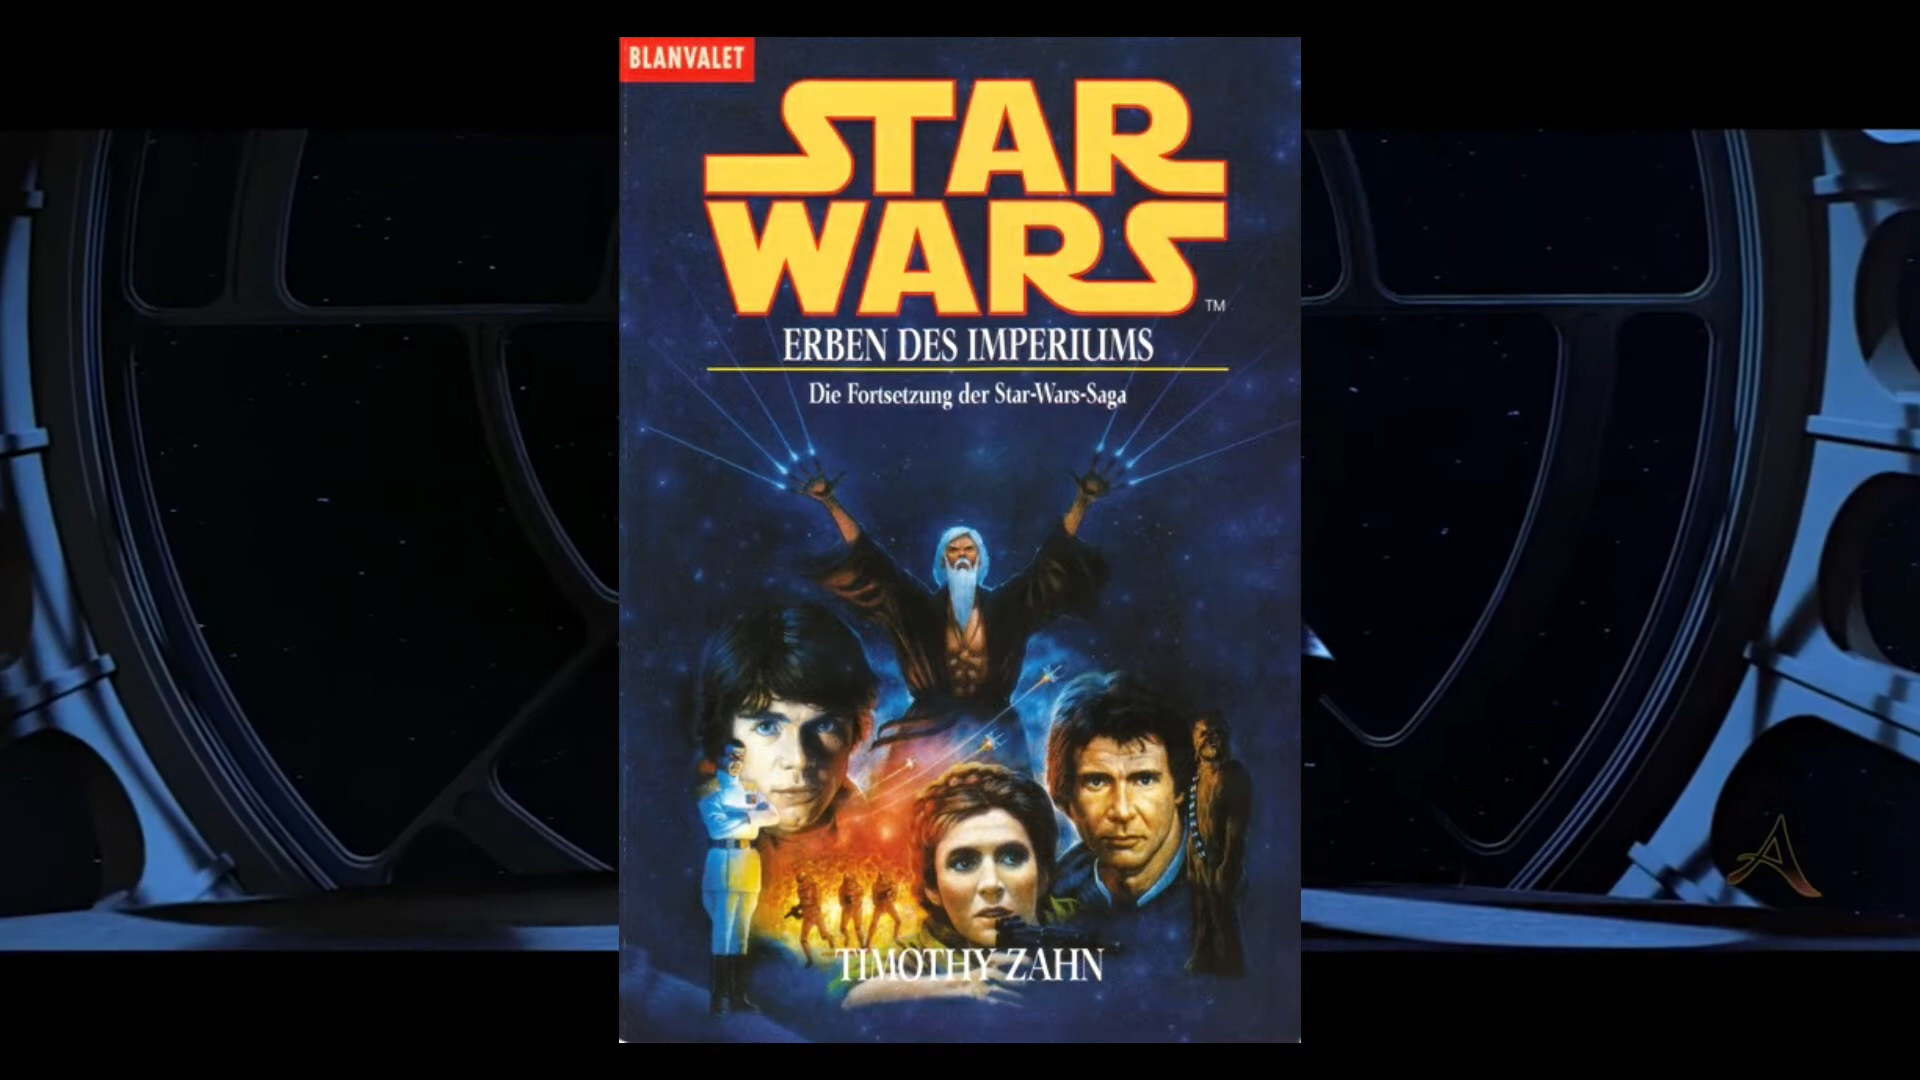 BLANVALET
STAR
WARS
TM
ERBEN DES IMPERIUMS
Die Fortsetzung der Star-Wars-Saga
TIMOTHY ZAHN